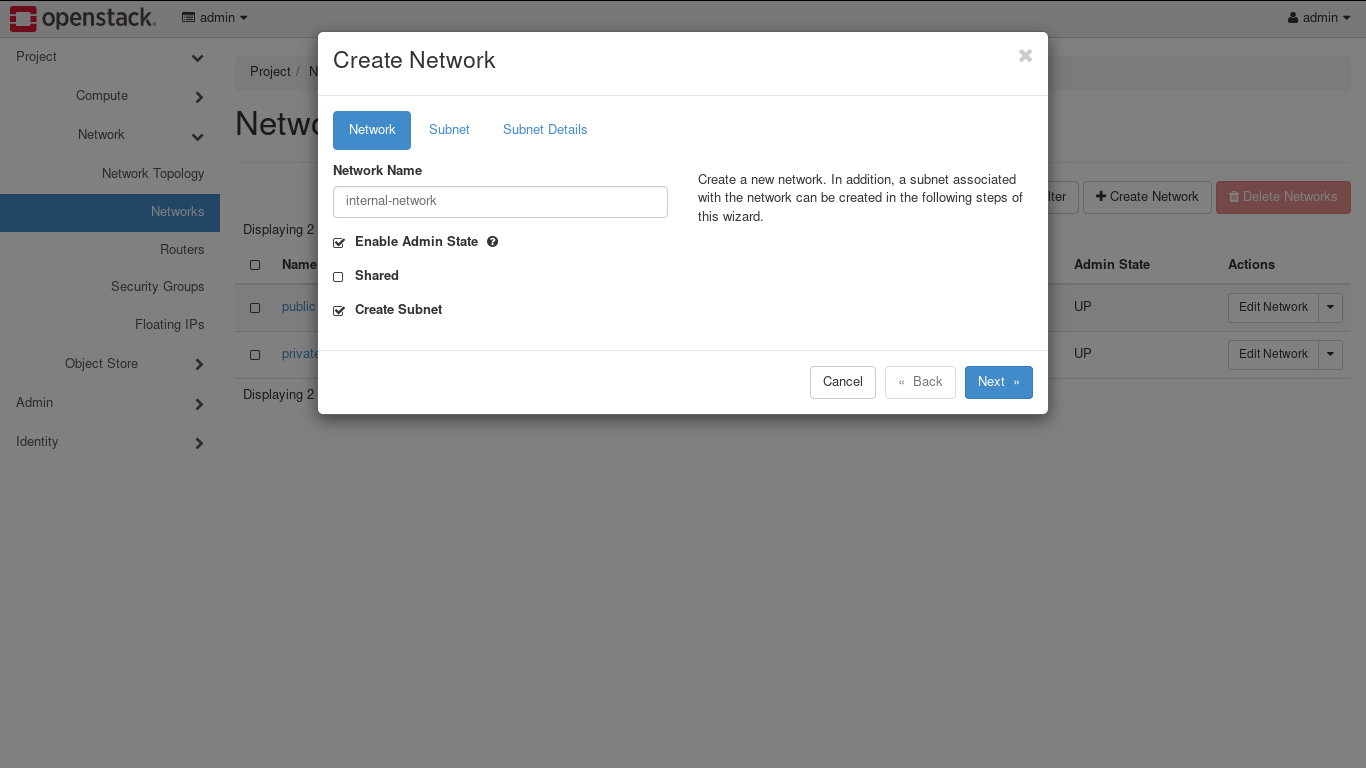 openstack.
admin
admin
Create Network
Project
Project /
Compute
Network
Network Topology
Networks
Routers
Security Groups
Floating IPs
Object Store
Admin
Identity
Network
Subnet
Subnet Details
Network Name
internal-network
Create a new network. In addition, a subnet associated
with the network can be created in the following steps of
this wizard.
Enable Admin State
Shared
Create Subnet
Cancel
« Back
Next »
Create Network
Delete Networks
Displaying 2
Name
Admin State
Actions
public
UP
Edit Network
private
UP
Edit Network
Displaying 2